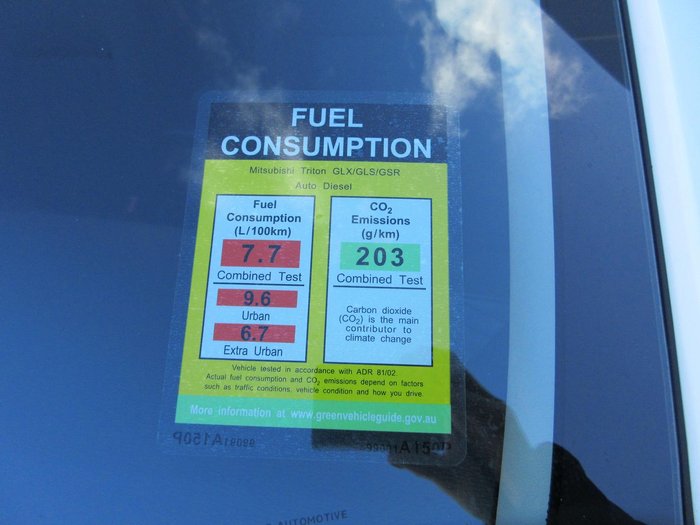 FUEL
CONSUMPTION
Mitsubishi Triton GLX/GLS/GSR
Auto Diesel
Fuel
Consumption
(L/100km)
7.7
Combined Test
9.6
Urban
6.7
Extra Urban
CO2
Emissions
(g/km)
203
Combined Test
Carbon dioxide
(CO2) is the main
contributor to
climate change
Vehicle tested in accordance with ADR 81/02.
Actual fuel consumption and CO2 emissions depend on factors
such as traffic conditions, vehicle condition and how you drive.
More information at www.greenvehicleguide.gov.au
AUTOMOTIVE